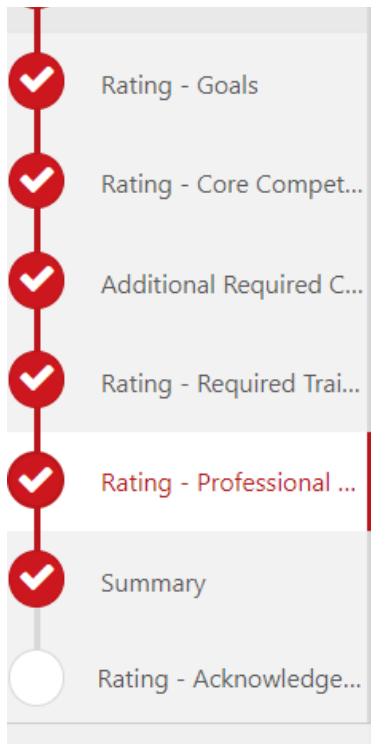 Rating - Goals
Rating - Core Compet...
Additional Required C...
Rating - Required Trai...
Rating - Professional ...
Summary
Rating - Acknowledge...